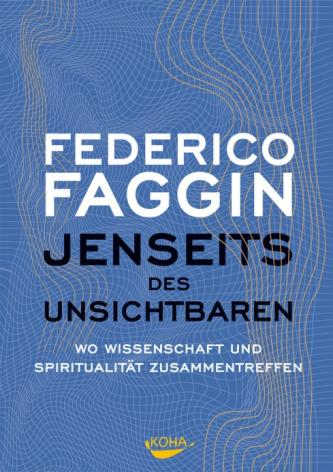 FEDERICO
FAGGIN
JENSEITS
DES
UNSICHTBAREN
WO WISSENSCHAFT UND
SPIRITUALITÄT ZUSAMMENTREFFEN
KOHA